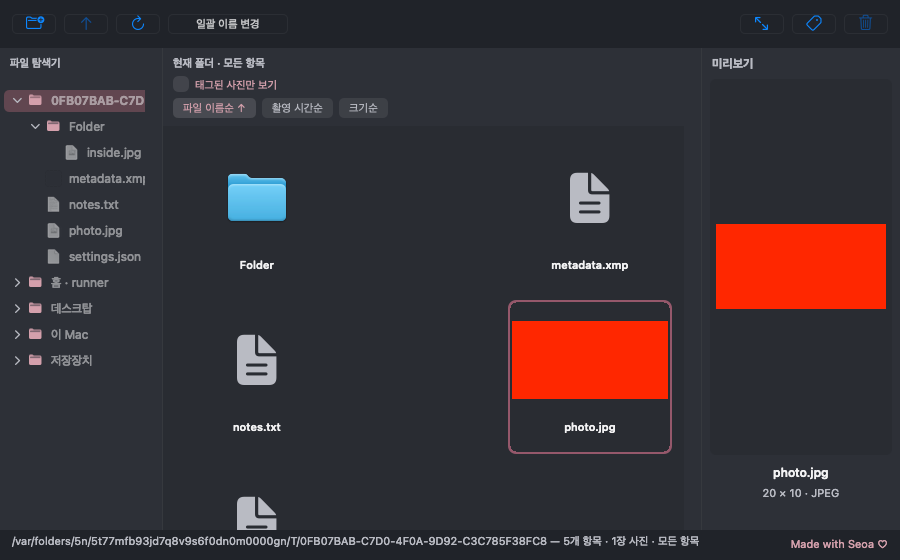 일괄 이름 변경
파일 탐색기
0FB07BAB-C7D
Folder
inside.jpg
metadata.xmp
notes.txt
photo.jpg
settings.json
홈 · runner
데스크탑
이 Mac
저장장치
현재 폴더 · 모든 항목
태그된 사진만 보기
파일 이름순 ↑
촬영 시간순
크기순
Folder
metadata.xmp
notes.txt
photo.jpg
미리보기
photo.jpg
20 × 10 · JPEG
/var/folders/5n/5t77mfb93jd7q8v9s6f0dn0m0000gn/T/0FB07BAB-C7D0-4F0A-9D92-C3C785F38FC8 — 5개 항목 · 1장 사진 · 모든 항목
Made with Seoa ♡